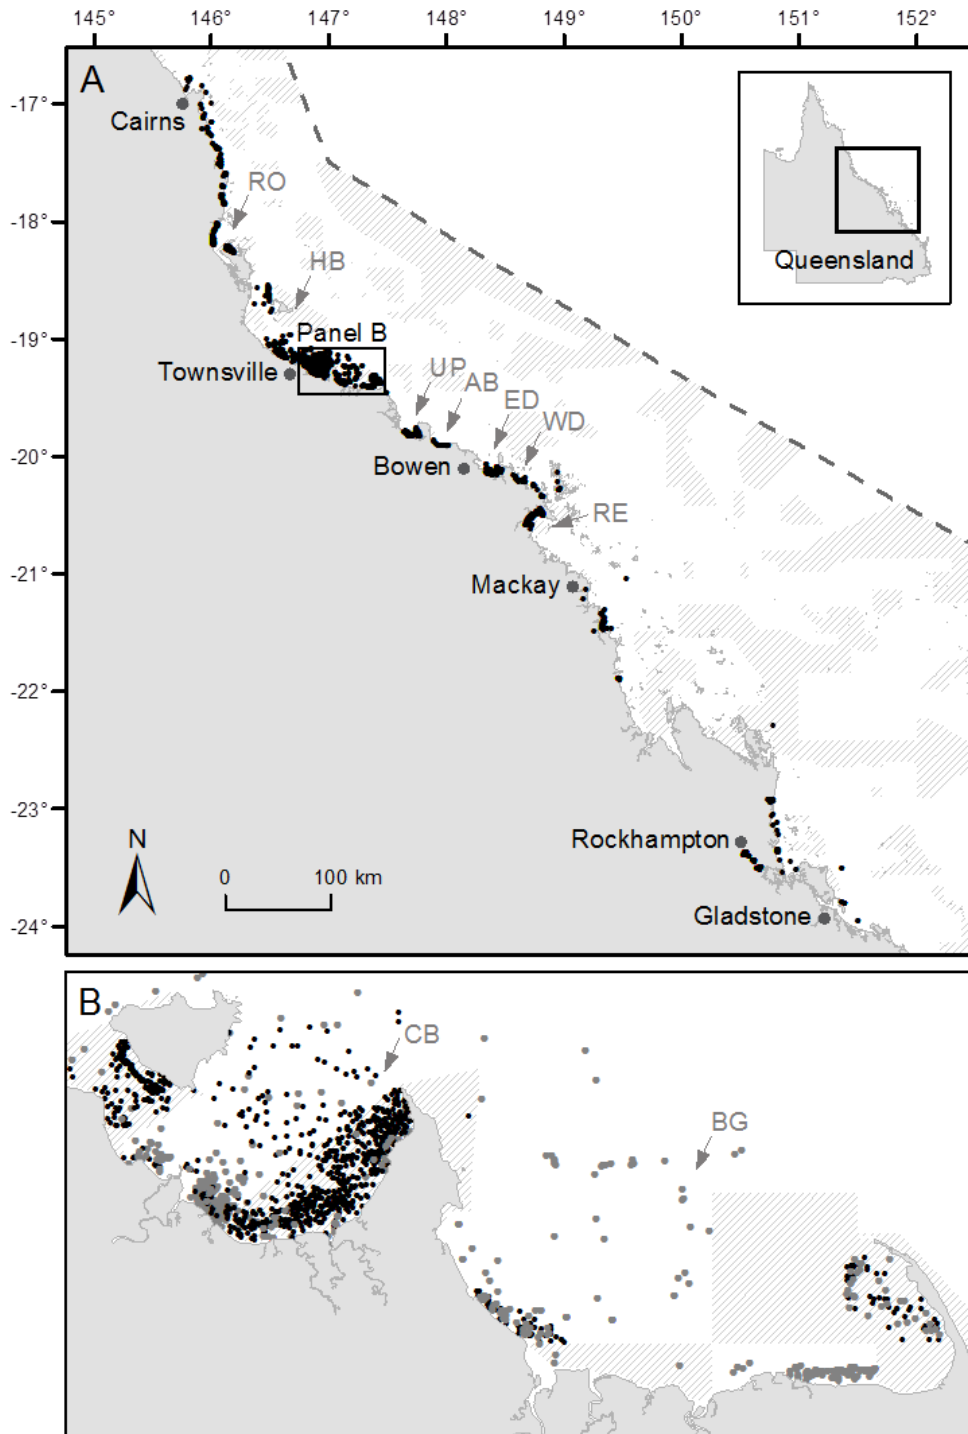 145° 146° 147° 148° 149° 150° 151° 152°
A
-17°
Cairns
-18°
RO
HB
Queensland
-19°
Panel B
Townsville
UP
AB
ED
WD
-20°
Bowen
RE
-21°
Mackay
-22°
-23°
N
Rockhampton
0 100 km
-24°
Gladstone
B
CB
BG